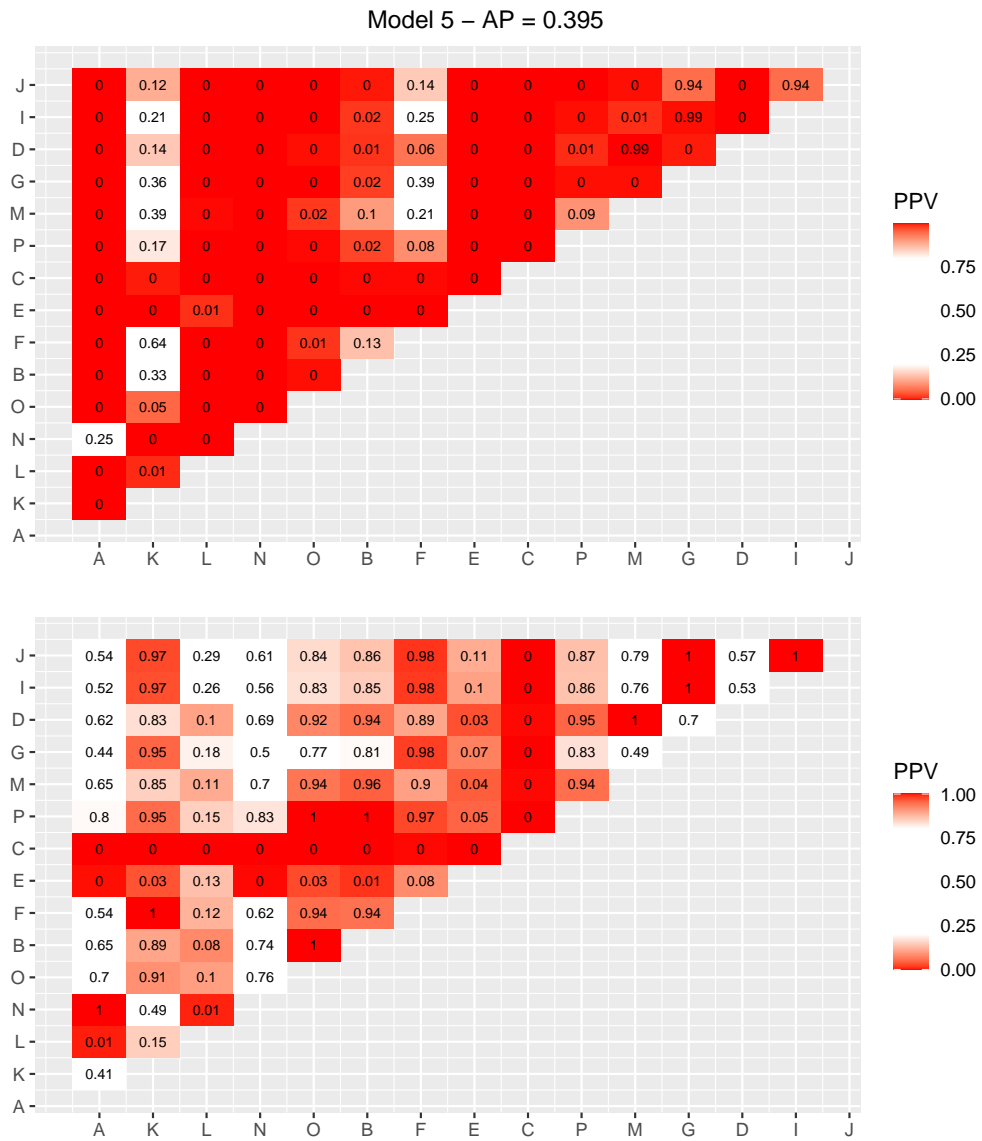 Model 5 − AP = 0.395
J 0 0.12 0 0 0 0 0.14 0 0 0 0 0.94 0 0.94
I 0 0.21 0 0 0 0.02 0.25 0 0 0 0.01 0.99 0
D 0 0.14 0 0 0 0.01 0.06 0 0 0.01 0.99 0
G 0 0.36 0 0 0 0.02 0.39 0 0 0 0
M 0 0.39 0 0 0.02 0.1 0.21 0 0 0.09
P 0 0.17 0 0 0 0.02 0.08 0 0
C 0 0 0 0 0 0 0 0
E 0 0 0.01 0 0 0 0
F 0 0.64 0 0 0.01 0.13
B 0 0.33 0 0 0
O 0 0.05 0 0
N 0.25 0 0
L 0 0.01
K 0
A
A K L N O B F E C P M G D I J
PPV
0.75
0.50
0.25
0.00
J 0.54 0.97 0.29 0.61 0.84 0.86 0.98 0.11 0 0.87 0.79 1 0.57 1
I 0.52 0.97 0.26 0.56 0.83 0.85 0.98 0.1 0 0.86 0.76 1 0.53
D 0.62 0.83 0.1 0.69 0.92 0.94 0.89 0.03 0 0.95 1 0.7
G 0.44 0.95 0.18 0.5 0.77 0.81 0.98 0.07 0 0.83 0.49
M 0.65 0.85 0.11 0.7 0.94 0.96 0.9 0.04 0 0.94
P 0.8 0.95 0.15 0.83 1 1 0.97 0.05 0
C 0 0 0 0 0 0 0 0
E 0 0.03 0.13 0 0.03 0.01 0.08
F 0.54 1 0.12 0.62 0.94 0.94
B 0.65 0.89 0.08 0.74 1
O 0.7 0.91 0.1 0.76
N 1 0.49 0.01
L 0.01 0.15
K 0.41
A
A K L N O B F E C P M G D I J
PPV
1.00
0.75
0.50
0.25
0.00